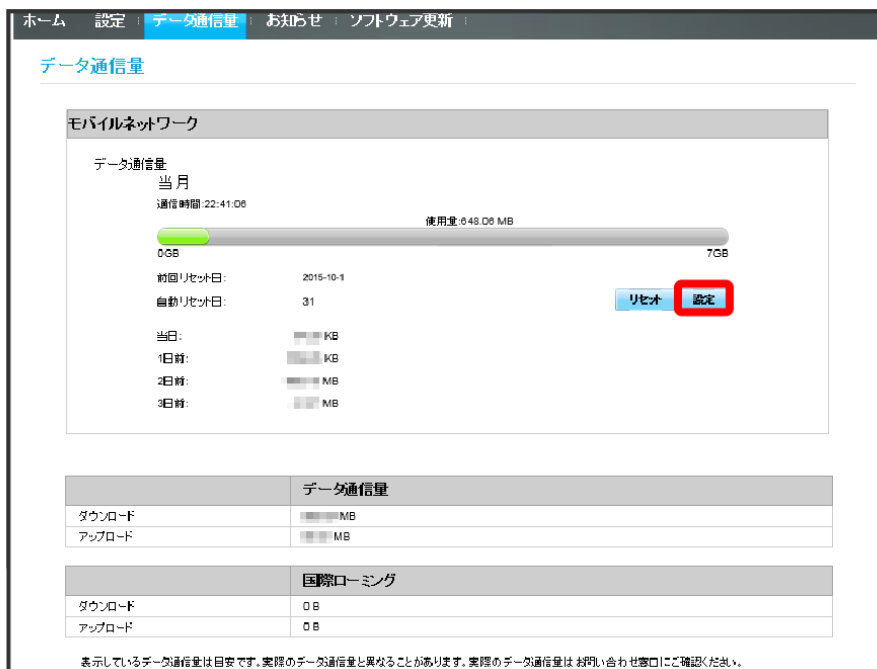 ホーム 設定 データ通信量 お知らせ ソフトウェア更新
データ通信量
モバイルネットワーク
データ通信量
当月
通信時間:22:41:06
使用量:648.06 MB
0GB 7GB
前回リセット日: 2015-10-1
自動リセット日: 31
リセット 設定
当日: KB
1日前: KB
2日前: MB
3日前: MB
データ通信量
ダウンロード MB
アップロード MB
国際ローミング
ダウンロード 0 B
アップロード 0 B
表示しているデータ通信量は目安です。実際のデータ通信量と異なることがあります。実際のデータ通信量はお問い合わせ窓口にご確認ください。